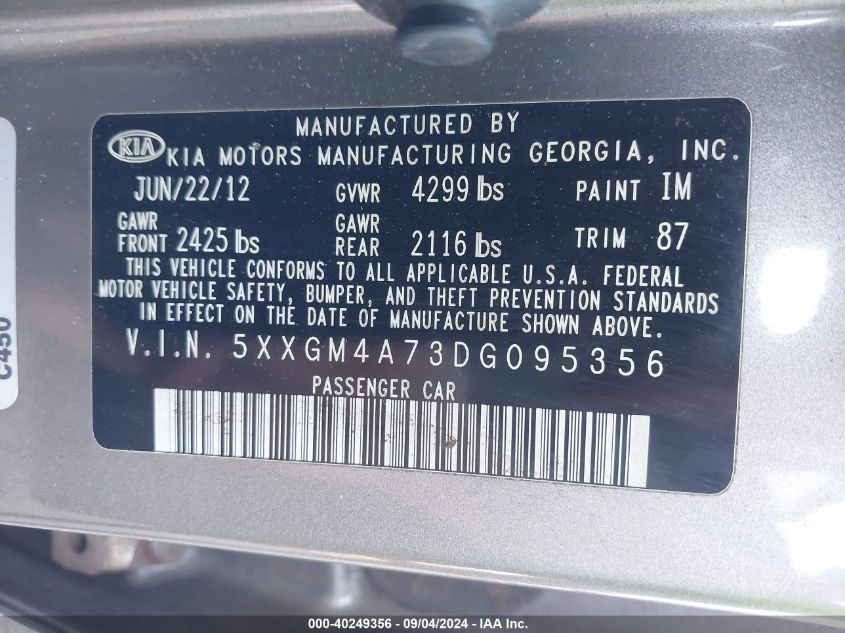 MANUFACTURED BY
KIA KIA MOTORS MANUFACTURING GEORGIA, INC.
JUN/22/12 GVWR 4299 lbs PAINT IM
GAWR FRONT 2425 lbs GAWR REAR 2116 lbs TRIM 87
THIS VEHICLE CONFORMS TO ALL APPLICABLE U.S.A. FEDERAL
MOTOR VEHICLE SAFETY, BUMPER, AND THEFT PREVENTION STANDARDS
IN EFFECT ON THE DATE OF MANUFACTURE SHOWN ABOVE.
V.I.N. 5XXGM4A73DG095356
PASSENGER CAR
C450
000-40249356 - 09/04/2024 - IAAI.COM